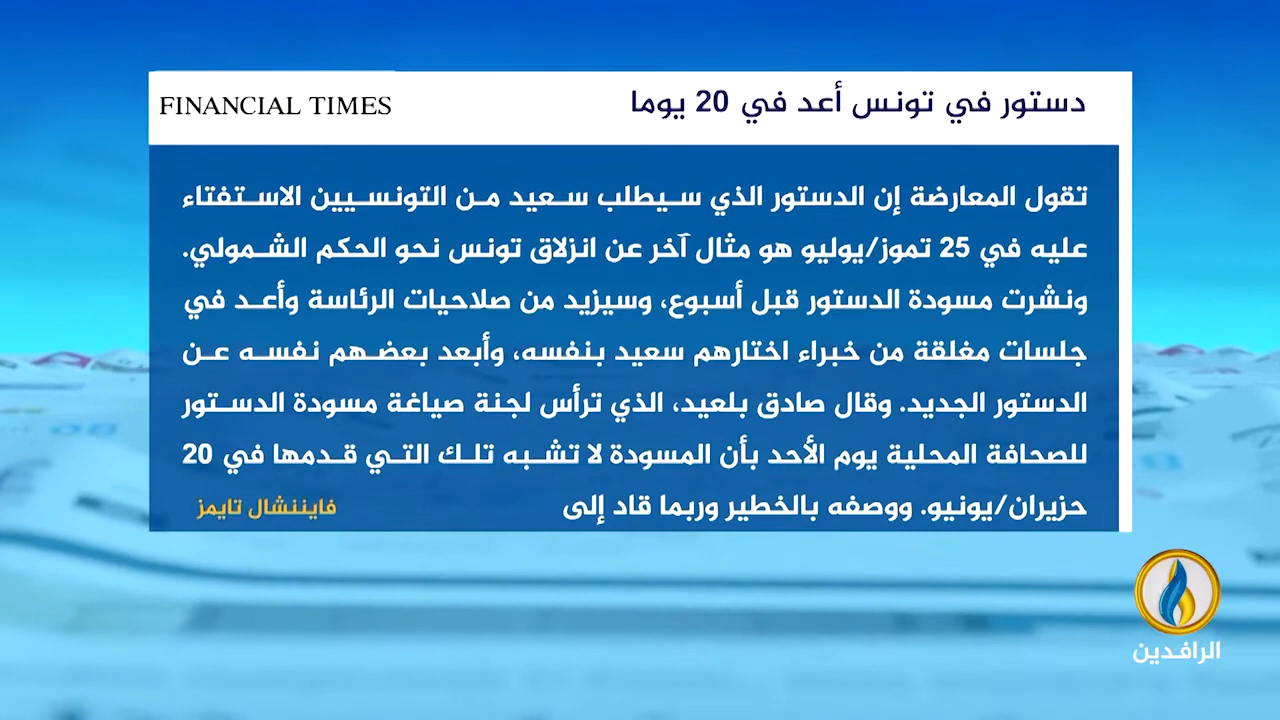 دستور في تونس أعد في 20 يوما
FINANCIAL TIMES
تقول المعارضة إن الدستور الذي سيطلب سعيد من التونسيين الاستفتاء
عليه في 25 تموز/يوليو هو مثال آخر عن انزلاق تونس نحو الحكم الشمولي.
ونشرت مسودة الدستور قبل أسبوع، وسيزيد من صلاحيات الرئاسة وأعد في
جلسات مغلقة من خبراء اختارهم سعيد بنفسه، وأبعد بعضهم نفسه عن
الدستور الجديد. وقال صادق بلعيد، الذي ترأس لجنة صياغة مسودة الدستور
للصحافة المحلية يوم الأحد بأن المسودة لا تشبه تلك التي قدمها في 20
حزيران/يونيو. ووصفه بالخطير وربما قاد إلى
فايننشال تايمز
الرافدين